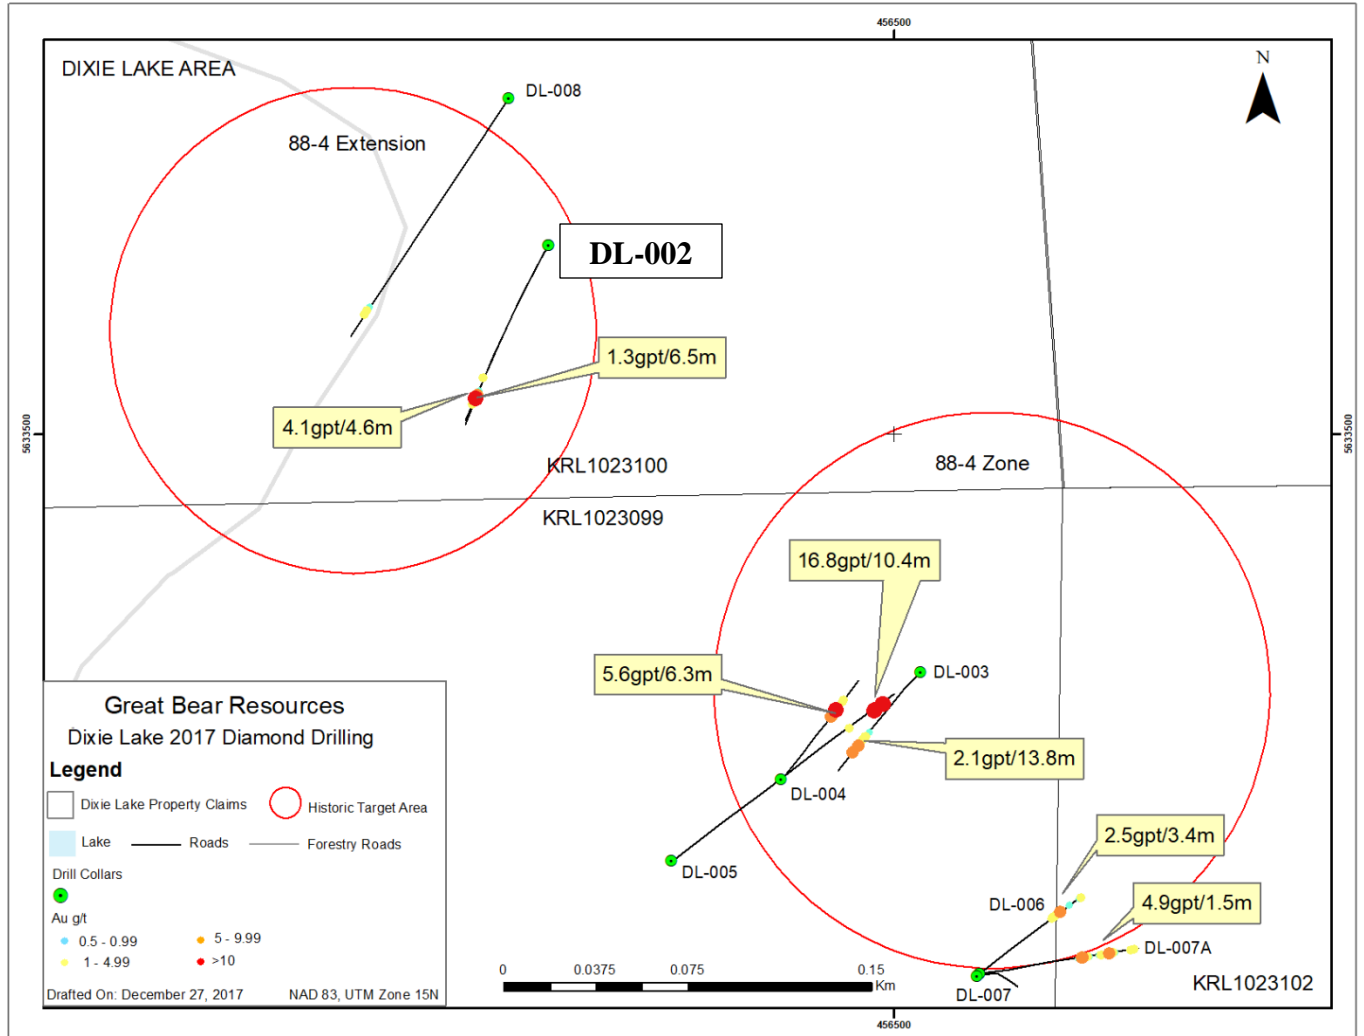 456500
DIXIE LAKE AREA
N
DL-008
88-4 Extension
DL-002
1.3gpt/6.5m
4.1gpt/4.6m
5633500
5633500
KRL1023100
88-4 Zone
KRL1023099
16.8gpt/10.4m
5.6gpt/6.3m
DL-003
2.1gpt/13.8m
DL-004
DL-005
2.5gpt/3.4m
4.9gpt/1.5m
DL-006
DL-007A
DL-007
KRL1023102
Great Bear Resources
Dixie Lake 2017 Diamond Drilling
Legend
Dixie Lake Property Claims Historic Target Area
Lake Roads Forestry Roads
Drill Collars
Au g/t
0.5 - 0.99 5 - 9.99
1 - 4.99 >10
Drafted On: December 27, 2017 NAD 83, UTM Zone 15N
0 0.0375 0.075 0.15
Km
456500